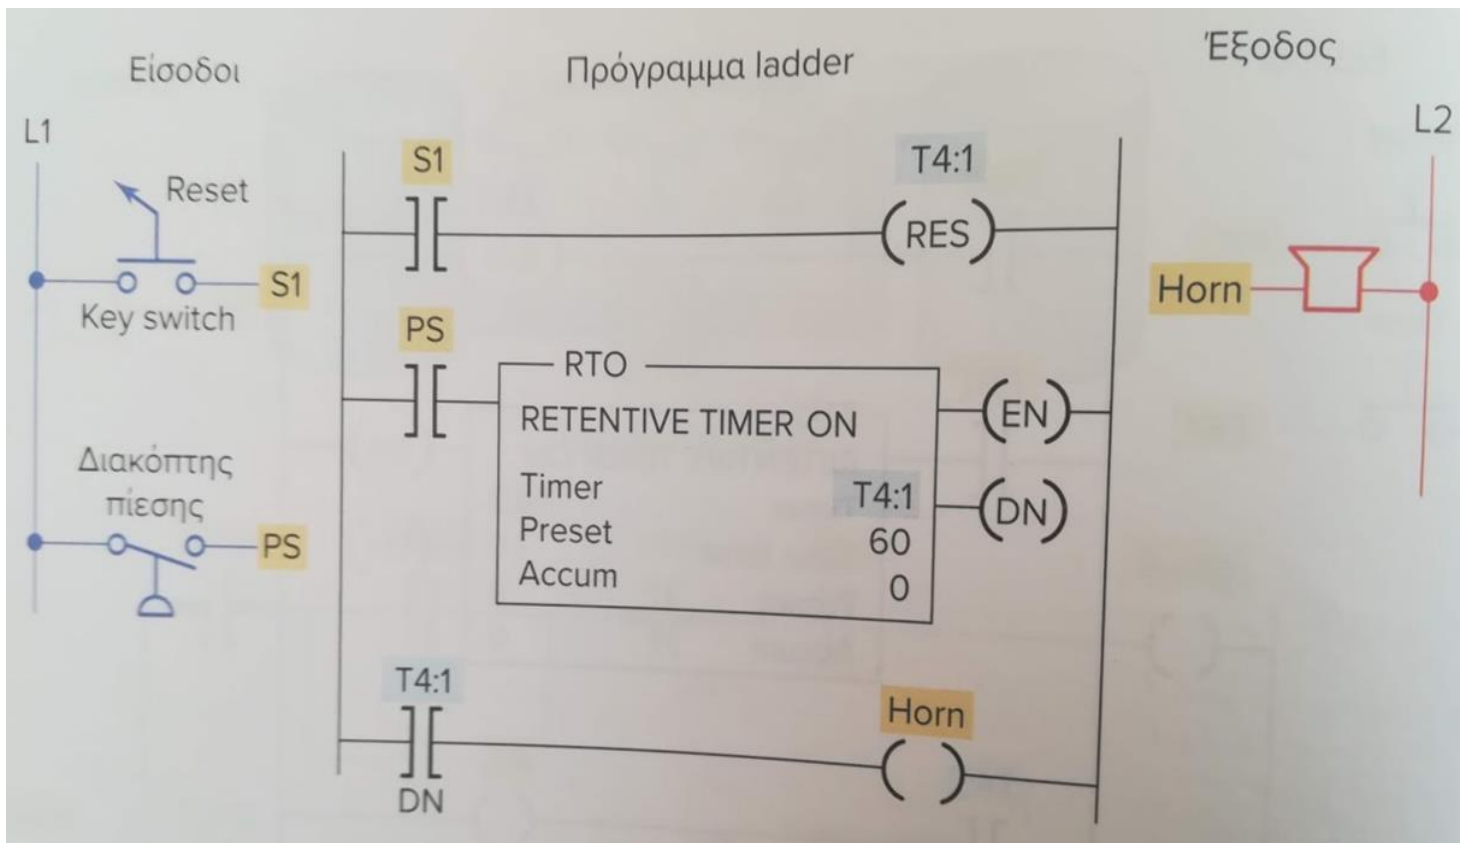 Είσοδοι
Πρόγραμμα ladder
Έξοδος
L1
L2
Reset
S1
Key switch
Διακόπτης
πίεσης
PS
S1
T4:1
RES
PS
RTO
RETENTIVE TIMER ON
Timer T4:1
Preset 60
Accum 0
EN
DN
T4:1
DN
Horn
Horn